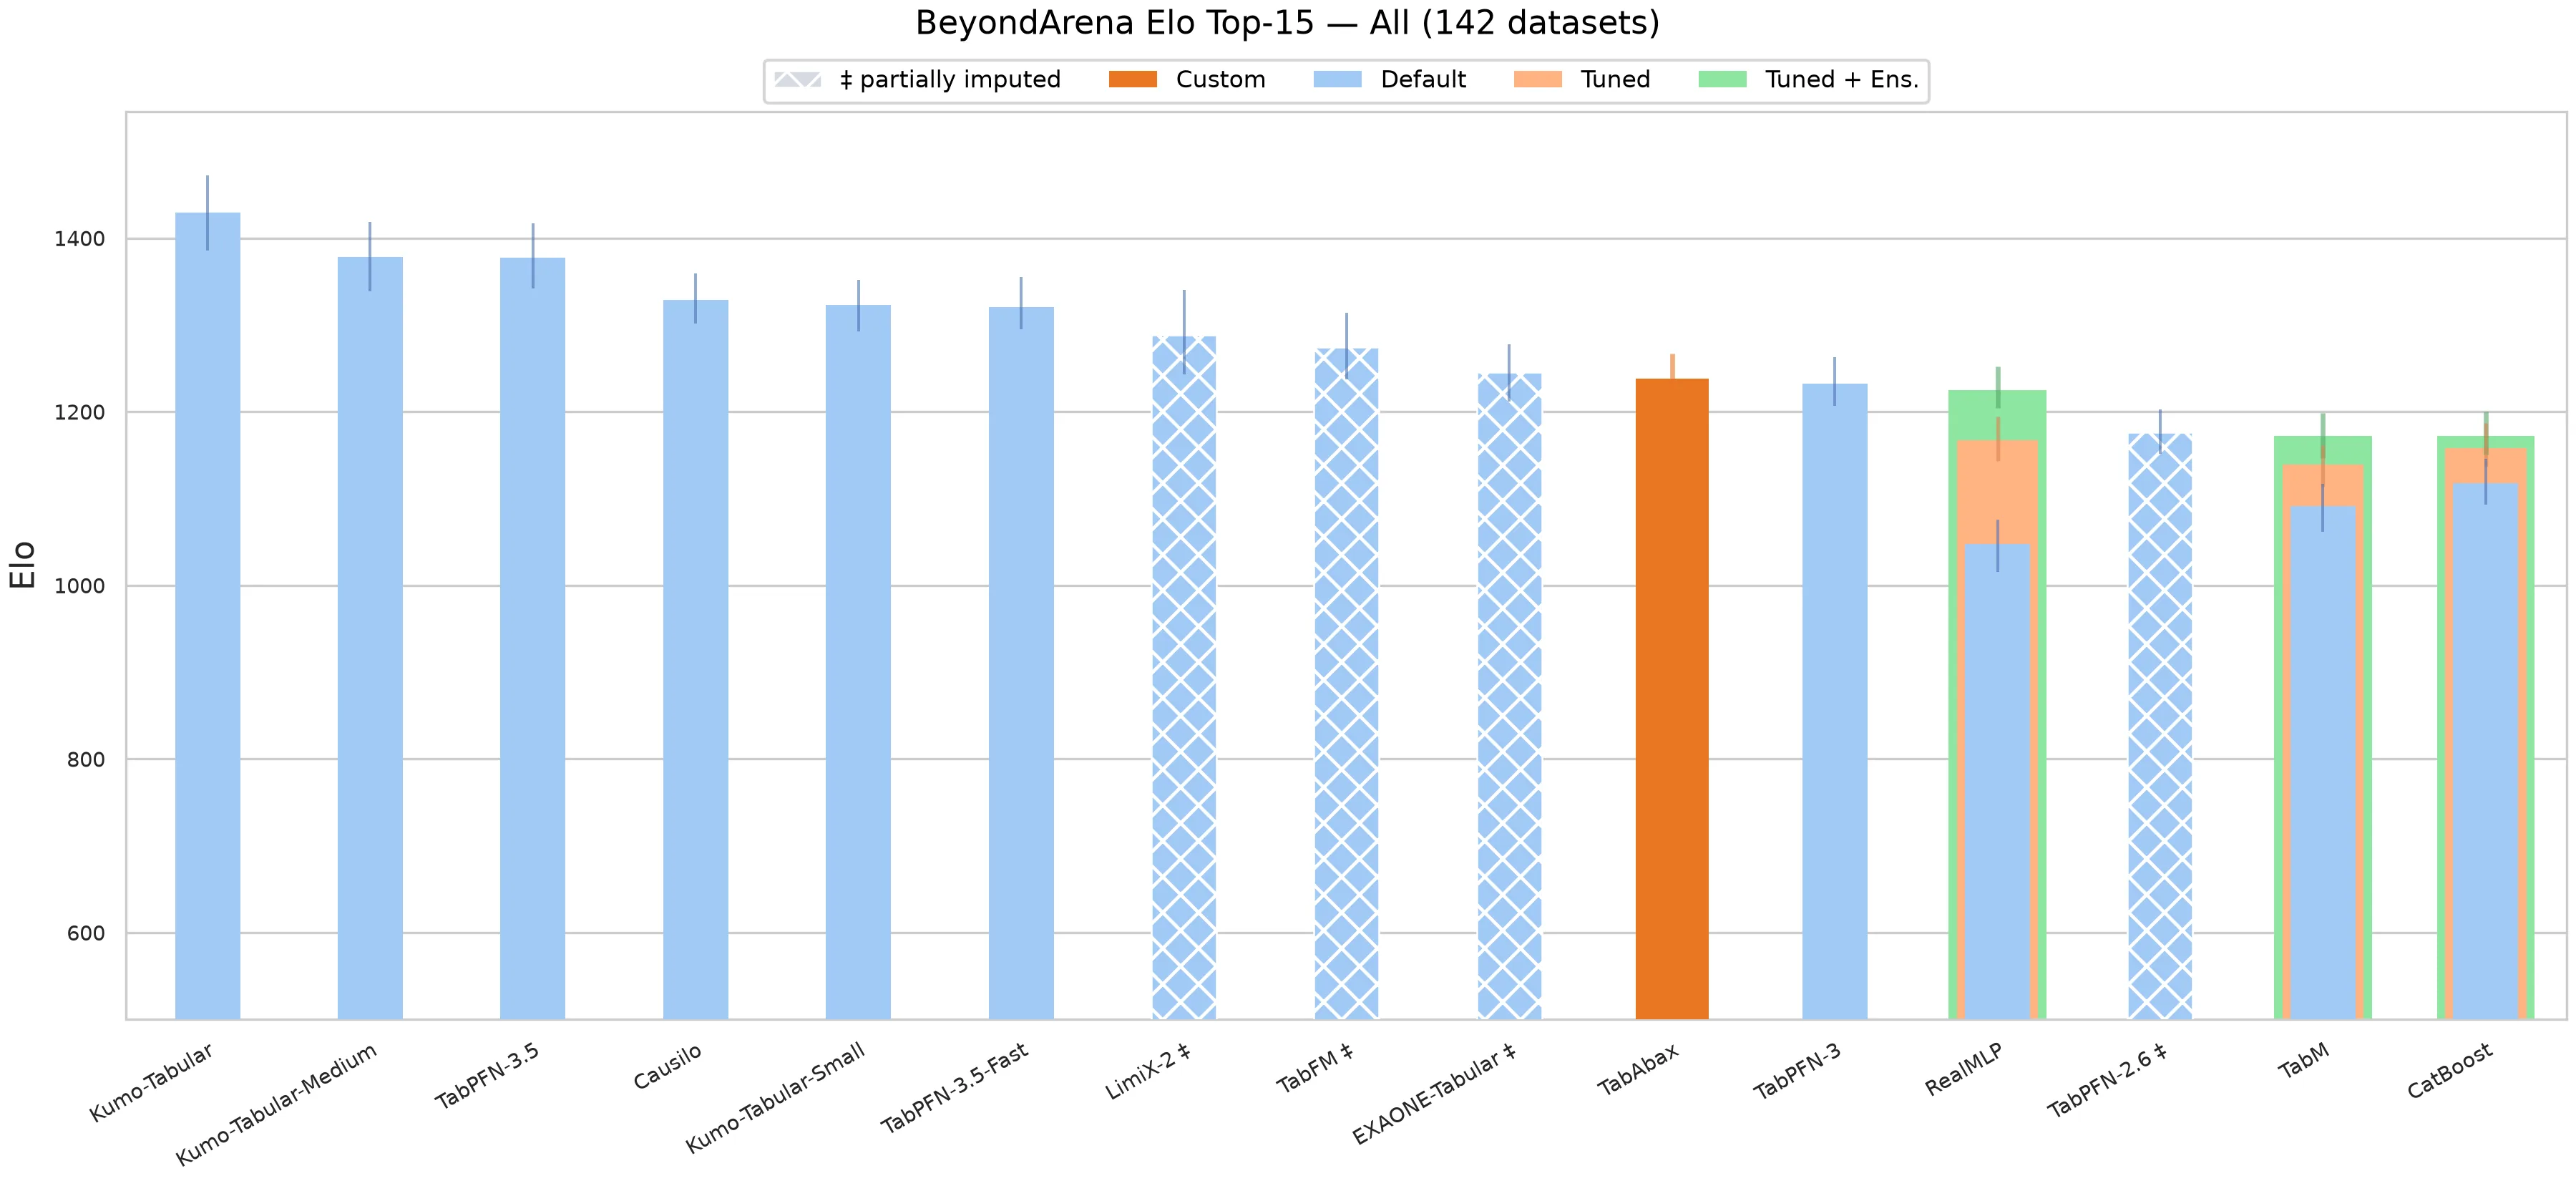 BeyondArena Elo Top-15 — All (142 datasets)
‡ partially imputed
Custom
Default
Tuned
Tuned + Ens.
Elo
1400
1200
1000
800
600
Kumo-Tabular
Kumo-Tabular-Medium
TabPFN-3.5
Causilo
Kumo-Tabular-Small
TabPFN-3.5-Fast
LimiX-2 ‡
TabFM ‡
EXAONE-Tabular ‡
TabAbax
TabPFN-3
RealMLP
TabPFN-2.6 ‡
TabM
CatBoost